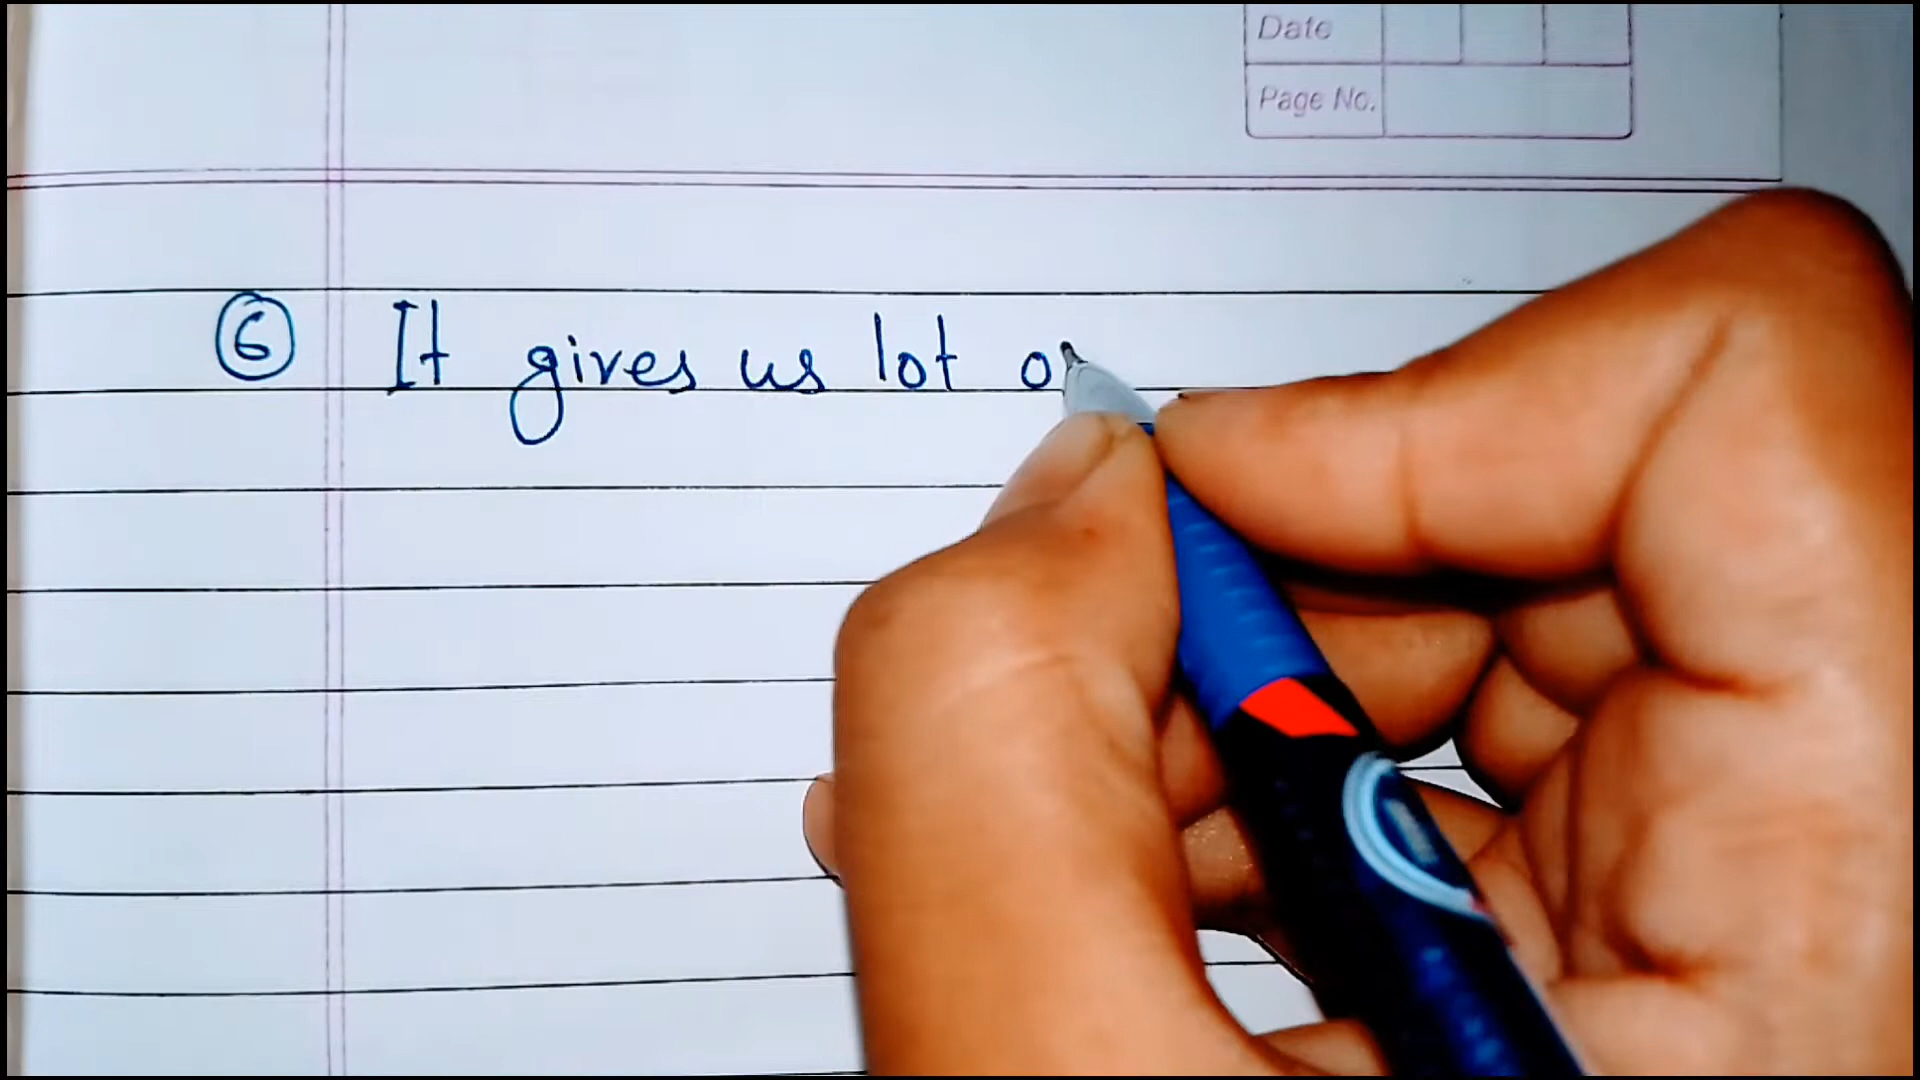 Date
Page No.
⑥ It gives us lot o